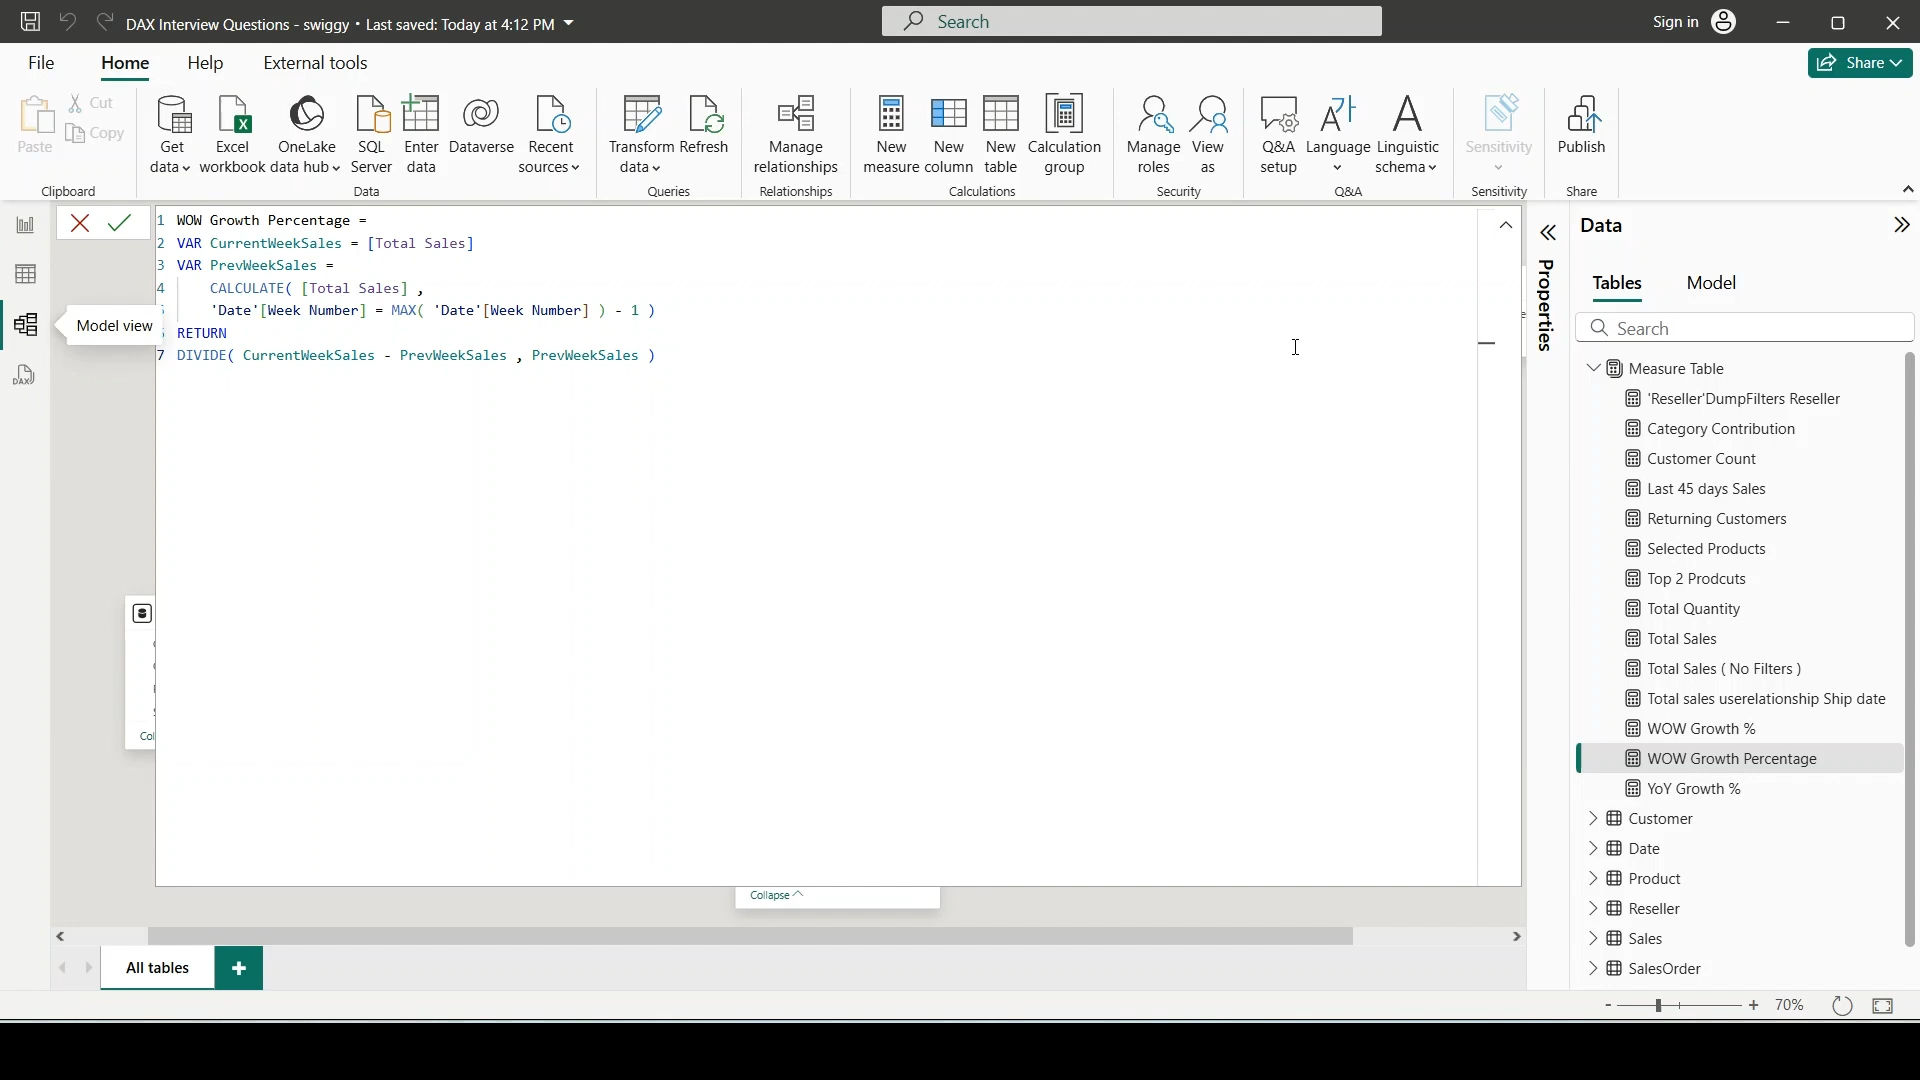 DAX Interview Questions - swiggy • Last saved: Today at 4:12 PM
Search
Sign in
File
Home
Help
External tools
Share
Paste
Cut
Copy
Clipboard
Get data
Excel workbook
OneLake data hub
SQL Server
Enter data
Dataverse
Recent sources
Data
Transform data
Refresh
Queries
Manage relationships
Relationships
New measure
New column
New table
Calculation group
Calculations
Manage roles
View as
Security
Q&A setup
Language
Linguistic schema
Q&A
Sensitivity
Sensitivity
Publish
Share
1 WOW Growth Percentage =
2 VAR CurrentWeekSales = [Total Sales]
3 VAR PrevWeekSales =
4 CALCULATE( [Total Sales] ,
'Date'[Week Number] = MAX( 'Date'[Week Number] ) - 1 )
RETURN
7 DIVIDE( CurrentWeekSales - PrevWeekSales , PrevWeekSales )
Model view
DAX
Col
Collapse
All tables
+
Properties
Data
Tables
Model
Search
Measure Table
'Reseller'DumpFilters Reseller
Category Contribution
Customer Count
Last 45 days Sales
Returning Customers
Selected Products
Top 2 Prodcuts
Total Quantity
Total Sales
Total Sales ( No Filters )
Total sales userelationship Ship date
WOW Growth %
WOW Growth Percentage
YoY Growth %
Customer
Date
Product
Reseller
Sales
SalesOrder
- + 70%